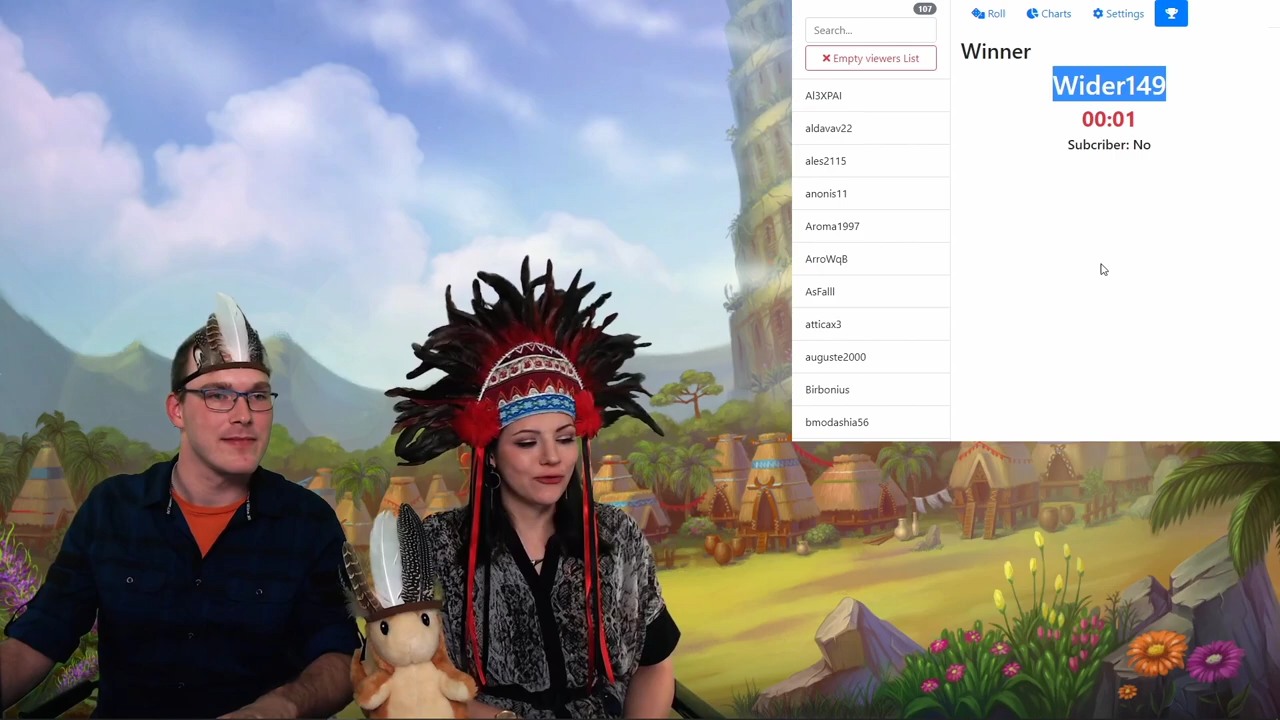 107
Search...
Empty viewers List
Al3XPAl
aldavav22
ales2115
anonis11
Aroma1997
ArroWqB
AsFalll
atticax3
auguste2000
Birbonius
bmodashia56
Roll Charts Settings
Winner
Wider149
00:01
Subcriber: No